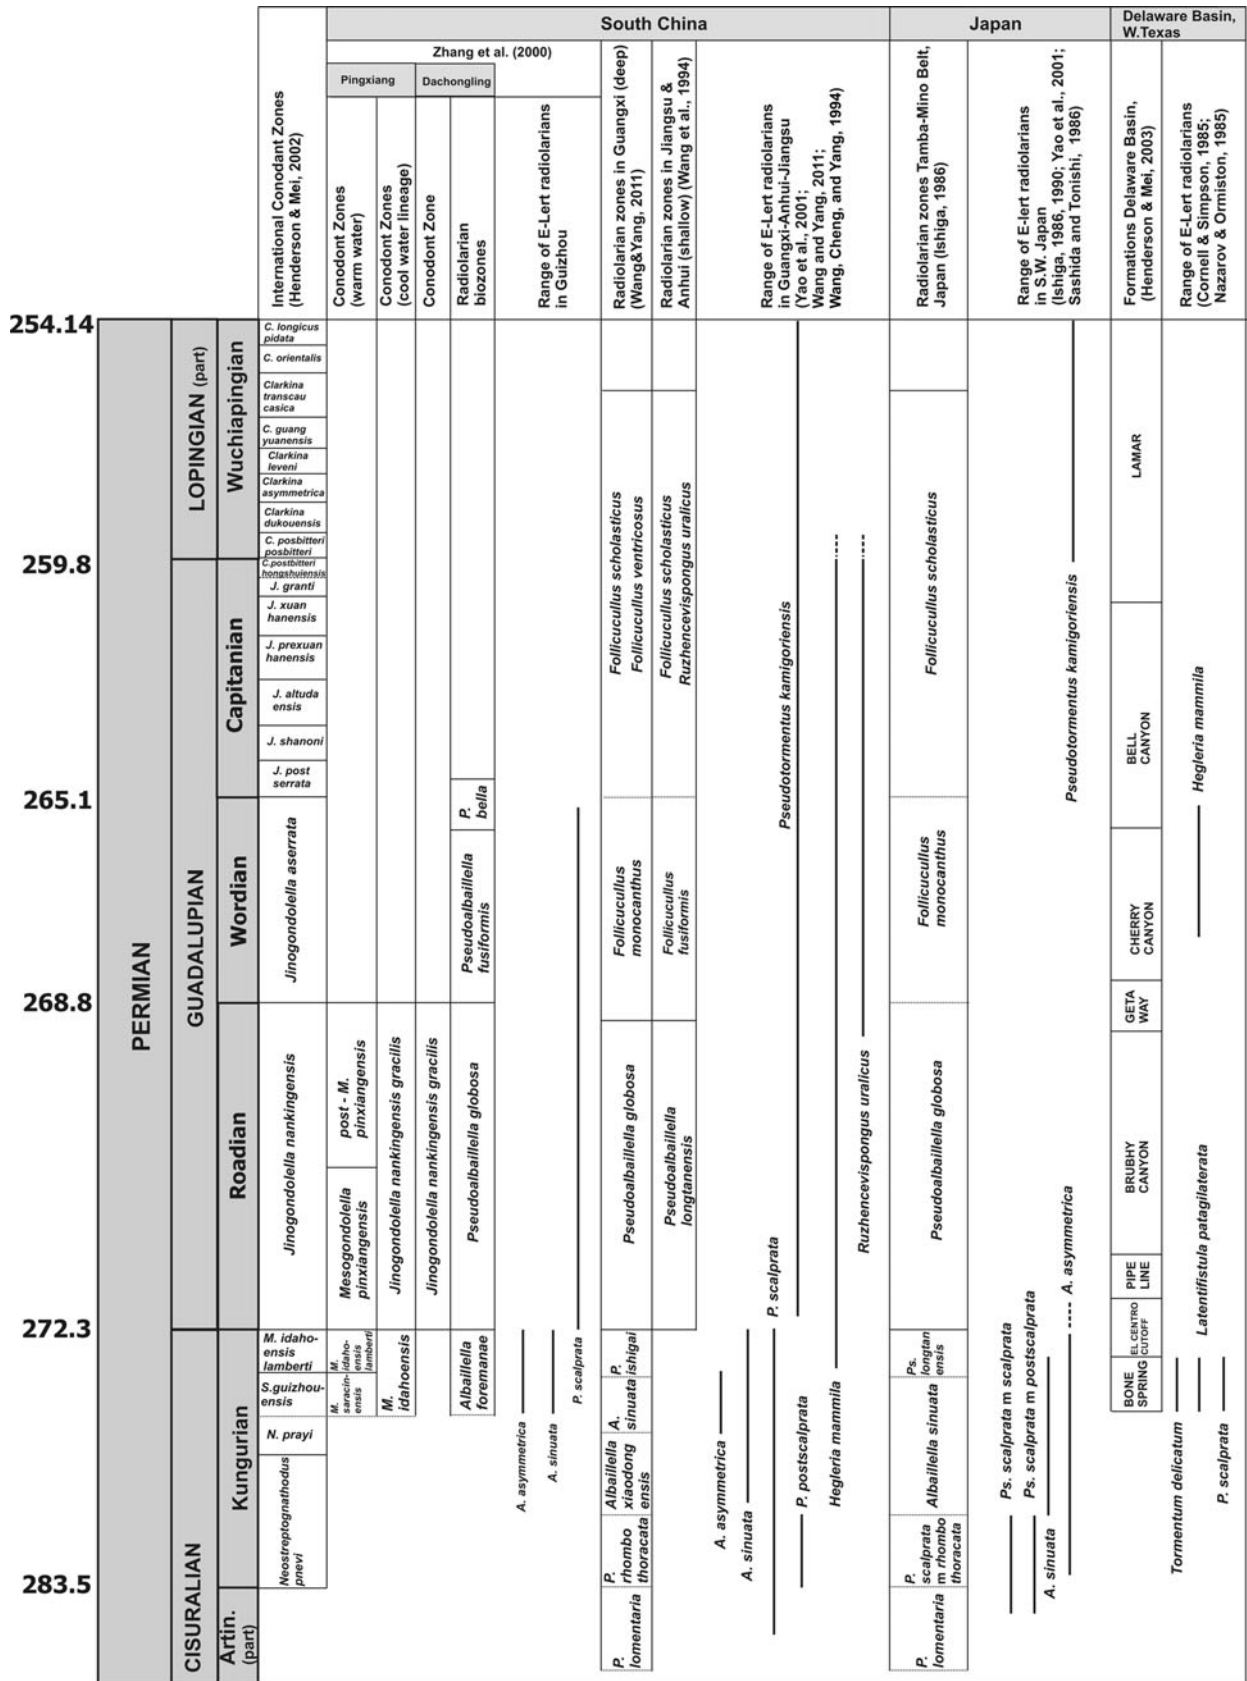 South China
Japan
Delaware Basin,
W.Texas
Zhang et al. (2000)
Pingxiang
Dachongling
International Conodant Zones
(Henderson & Mei, 2002)
Conodont Zones
(warm water)
Conodont Zones
(cool water lineage)
Conodont Zone
Radiolarian
biozones
Range of E-Lert radiolarians
in Guizhou
Radiolarian zones in Guangxi (deep)
(Wang&Yang, 2011)
Radiolarian zones in Jiangsu &
Anhui (shallow) (Wang et al., 1994)
Range of E-Lert radiolarians
in Guangxi-Anhui-Jiangsu
(Yao et al., 2001;
Wang and Yang, 2011;
Wang, Cheng, and Yang, 1994)
Radiolarian zones Tamba-Mino Belt,
Japan (Ishiga, 1986)
Range of E-lert radiolarians
in S.W. Japan
(Ishiga, 1986, 1990; Yao et al., 2001;
Sashida and Tonishi, 1986)
Formations Delaware Basin,
(Henderson & Mei, 2003)
Range of E-Lert radiolarians
(Cornell & Simpson, 1985;
Nazarov & Ormiston, 1985)
254.14
259.8
265.1
268.8
272.3
283.5
PERMIAN
LOPINGIAN (part)
GUADALUPIAN
CISURALIAN
Wuchiapingian
Capitanian
Wordian
Roadian
Kungurian
Artin.
(part)
C. longicus
pidata
C. orientalis
Clarkina
transcau
casica
C. guang
yuanensis
Clarkina
leveni
Clarkina
asymmetrica
Clarkina
dukouensis
C. posbitteri
posbitteri
C.postbitteri
hongshuiensis
J. granti
J. xuan
hanensis
J. prexuan
hanensis
J. altuda
ensis
J. shanoni
J. post
serrata
Jinogondolella aserrata
Jinogondolella nankingensis
M. idaho-
ensis
lamberti
S.guizhou-
ensis
N. prayi
Neostreptognathodus
pnevi
post - M.
pinxiangensis
Mesogondolella
pinxiangensis
M. idaho-
ensis
lamberti
M.
saracin-
ensis
Jinogondolella nankingensis gracilis
M.
idahoensis
Jinogondolella nankingensis gracilis
P.
bella
Pseudoalbaillella
fusiformis
Pseudoalbaillella globosa
Albaillella
foremanae
A. asymmetrica
A. sinuata
P. scalprata
Follicucullus scholasticus
Follicucullus ventricosus
Follicucullus
monocanthus
Pseudoalbaillella globosa
P.
ishigai
A.
sinuata
Albaillella
xiaodong
ensis
P.
rhombo
thoracata
P.
lomentaria
Follicucullus scholasticus
Ruzhencevispongus uralicus
Follicucullus
fusiformis
Pseudoalbaillella
longtanensis
A. asymmetrica
A. sinuata
P. scalprata
Pseudotormentus kamigoriensis
P. postscalprata
Hegleria mammila
Ruzhencevispongus uralicus
Follicucullus scholasticus
Follicucullus
monocanthus
Pseudoalbaillella globosa
Ps.
longtan
ensis
Albaillella sinuata
P.
scalprata
m rhombo
thoracata
P.
lomentaria
Ps. scalprata m scalprata
Ps. scalprata m postscalprata
A. sinuata
A. asymmetrica
Pseudotormentus kamigoriensis
LAMAR
BELL
CANYON
CHERRY
CANYON
GETA
WAY
BRUBHY
CANYON
PIPE
LINE
EL CENTRO
CUTOFF
BONE
SPRING
Hegleria mammila
Latentifistula patagilaterata
Tormentum delicatum
P. scalprata